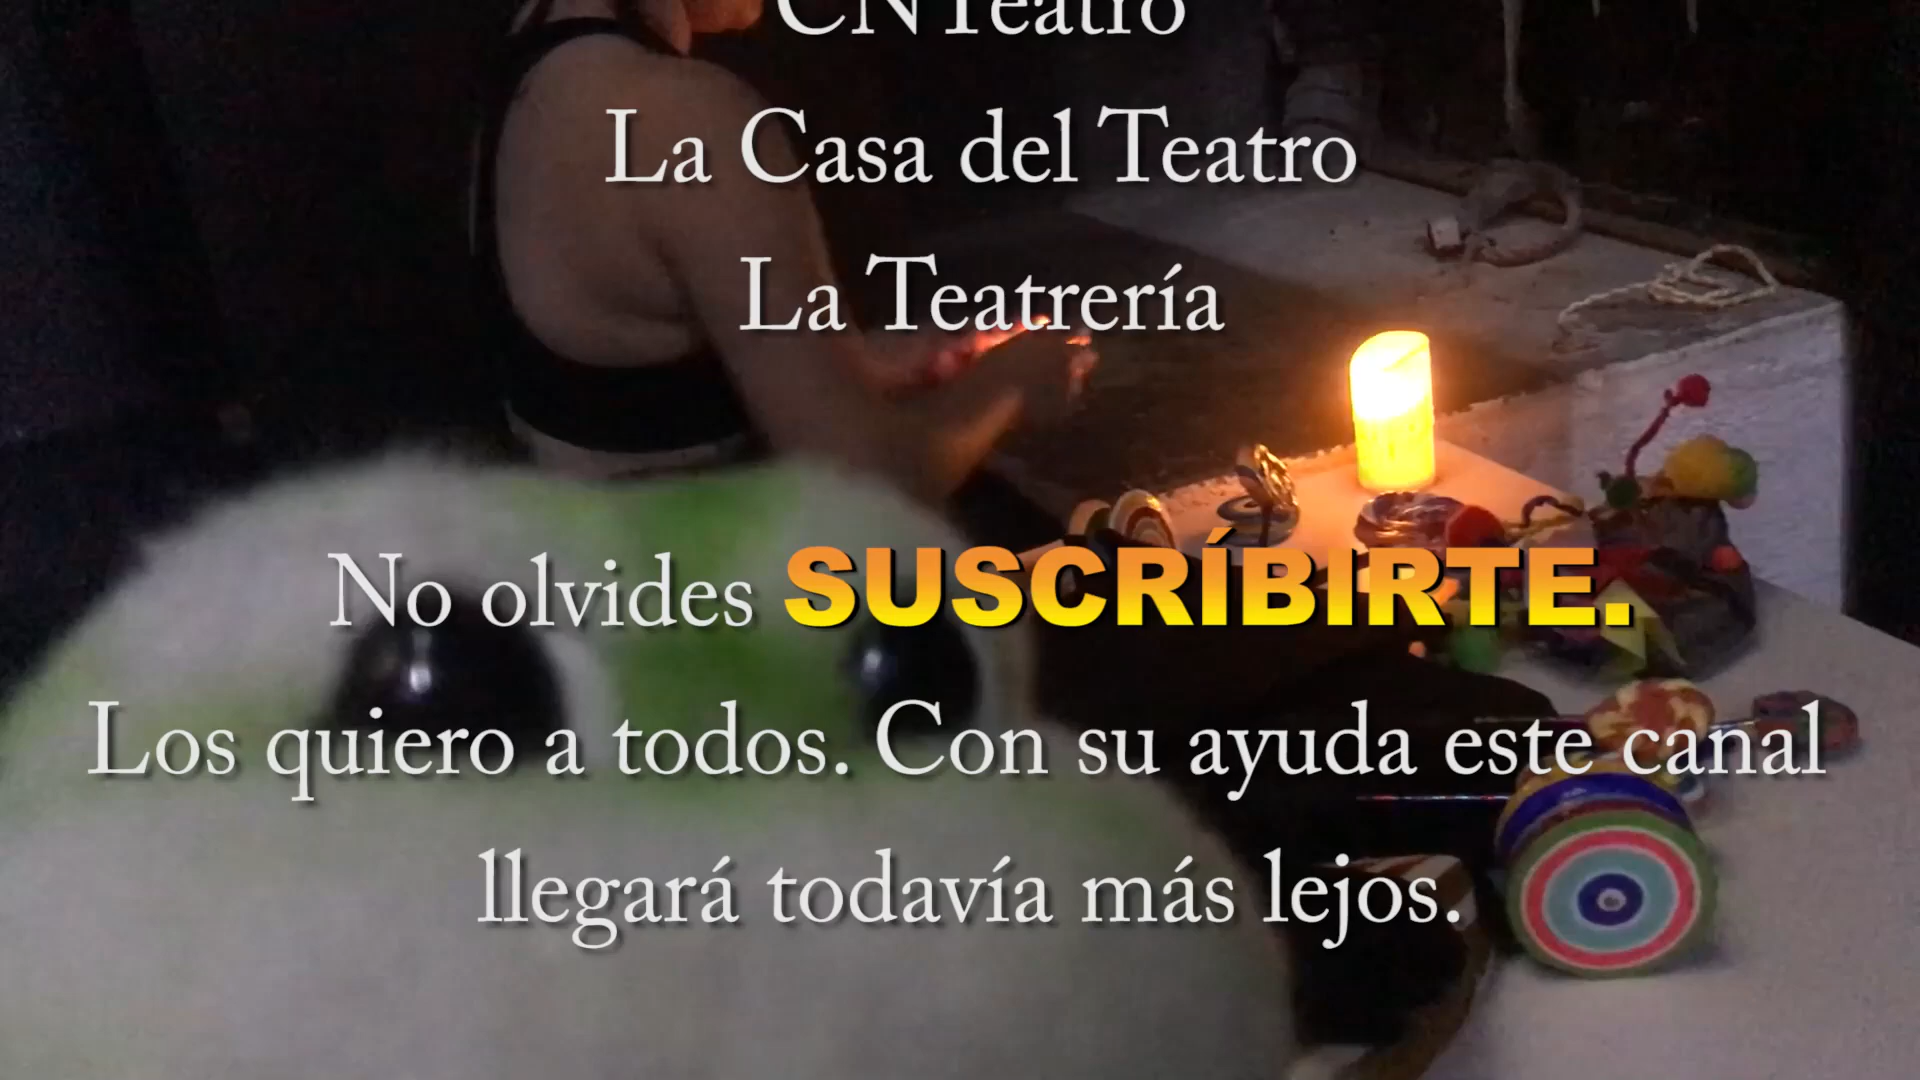 CNTeatro
La Casa del Teatro
La Teatrería
No olvides SUSCRÍBIRTE.
Los quiero a todos. Con su ayuda este canal
llegará todavía más lejos.